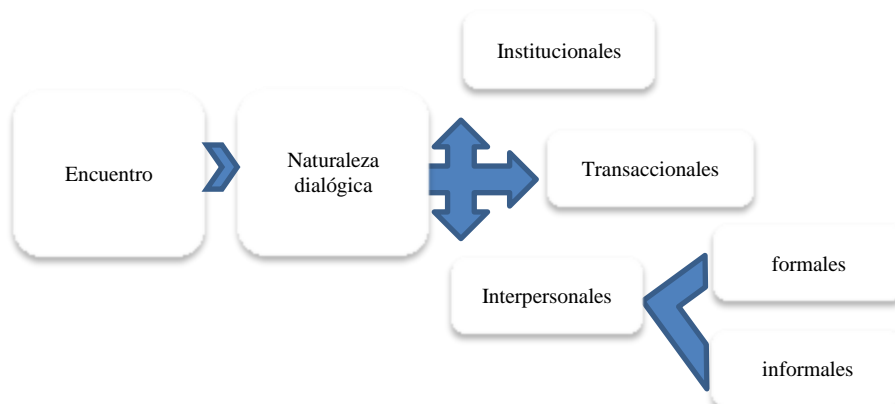 Institucionales
Encuentro
Naturaleza
dialógica
Transaccionales
Interpersonales
formales
informales